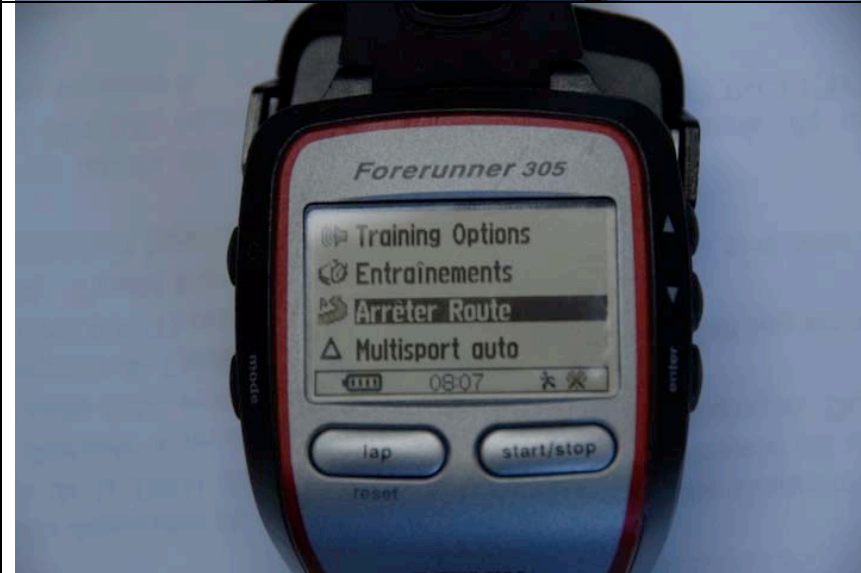 Forerunner 305
Training Options
Entraînements
Arrêter Route
Multisport auto
08:07
mode
enter
lap
start/stop
reset